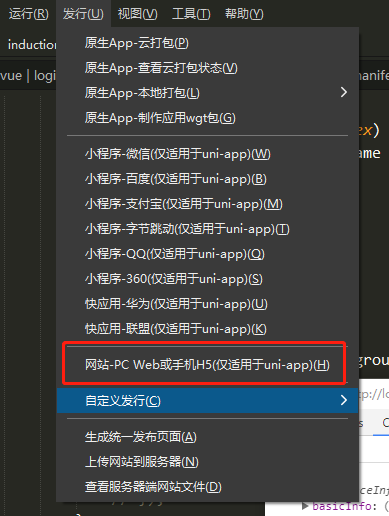 运行(R) 发行(U) 视图(V) 工具(T) 帮助(Y)
induction
原生App-云打包(P)
原生App-查看云打包状态(V)
vue | logi
manife
原生App-本地打包(L)
原生App-制作应用wgt包(G)
ex)
小程序-微信(仅适用于uni-app)(W)
ame
小程序-百度(仅适用于uni-app)(B)
小程序-支付宝(仅适用于uni-app)(M)
小程序-字节跳动(仅适用于uni-app)(T)
小程序-QQ(仅适用于uni-app)(Q)
小程序-360(仅适用于uni-app)(S)
快应用-华为(仅适用于uni-app)(U)
快应用-联盟(仅适用于uni-app)(K)
网站-PC Web或手机H5(仅适用于uni-app)(H)
grou
自定义发行(C)
p://lo
生成统一发布页面(A)
上传网站到服务器(N)
查看服务器端网站文件(D)
ceInf
basicInfo: